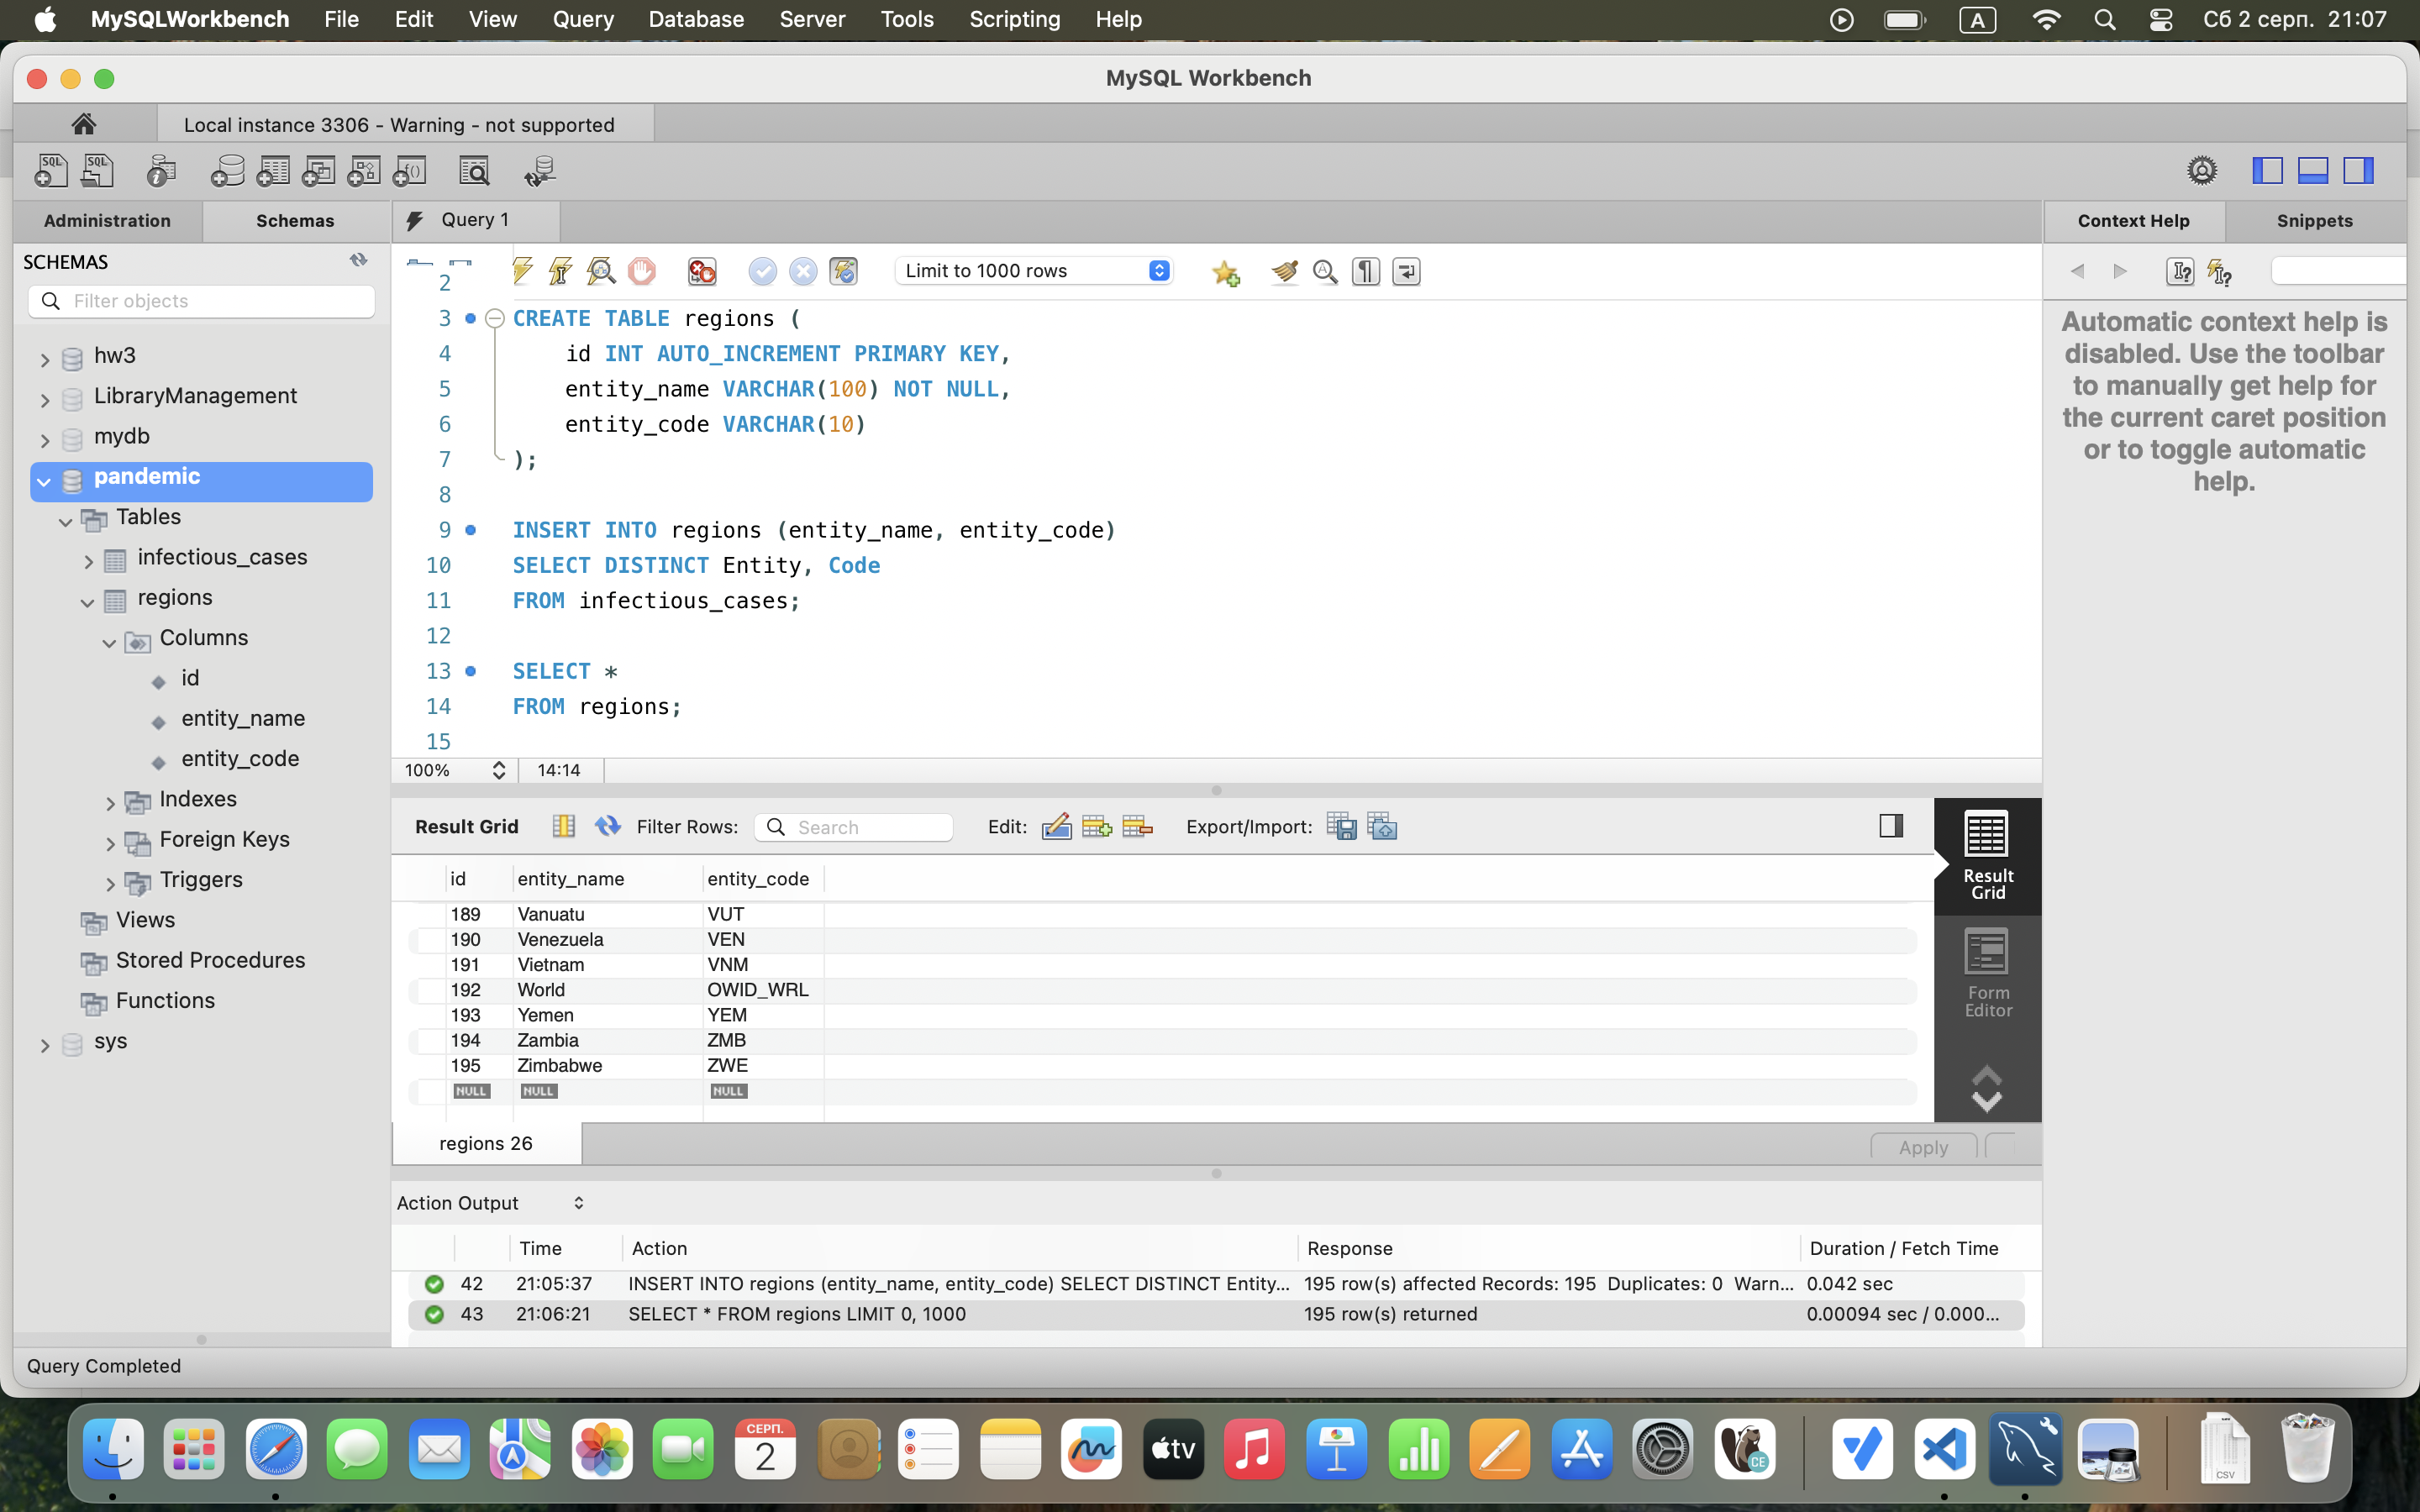 MySQLWorkbench File Edit View Query Database Server Tools Scripting Help A Сб 2 серп. 21:07
MySQL Workbench
Local instance 3306 - Warning - not supported
SQL SQL
Administration Schemas
Query 1
Context Help Snippets
SCHEMAS
Filter objects
hw3
LibraryManagement
mydb
pandemic
Tables
infectious_cases
regions
Columns
id
entity_name
entity_code
Indexes
Foreign Keys
Triggers
Views
Stored Procedures
Functions
sys
Limit to 1000 rows
2
3 CREATE TABLE regions (
4 id INT AUTO_INCREMENT PRIMARY KEY,
5 entity_name VARCHAR(100) NOT NULL,
6 entity_code VARCHAR(10)
7 );
8
9 INSERT INTO regions (entity_name, entity_code)
10 SELECT DISTINCT Entity, Code
11 FROM infectious_cases;
12
13 SELECT *
14 FROM regions;
15
100% 14:14
Automatic context help is
disabled. Use the toolbar
to manually get help for
the current caret position
or to toggle automatic
help.
Result Grid Filter Rows: Search Edit: Export/Import:
id entity_name entity_code
189 Vanuatu VUT
190 Venezuela VEN
191 Vietnam VNM
192 World OWID_WRL
193 Yemen YEM
194 Zambia ZMB
195 Zimbabwe ZWE
NULL NULL NULL
Result
Grid
Form
Editor
regions 26
Apply
Action Output
Time Action Response Duration / Fetch Time
42 21:05:37 INSERT INTO regions (entity_name, entity_code) SELECT DISTINCT Entity... 195 row(s) affected Records: 195 Duplicates: 0 Warn... 0.042 sec
43 21:06:21 SELECT * FROM regions LIMIT 0, 1000 195 row(s) returned 0.00094 sec / 0.000...
Query Completed
СЕРП.
2
tv
CE
CSV